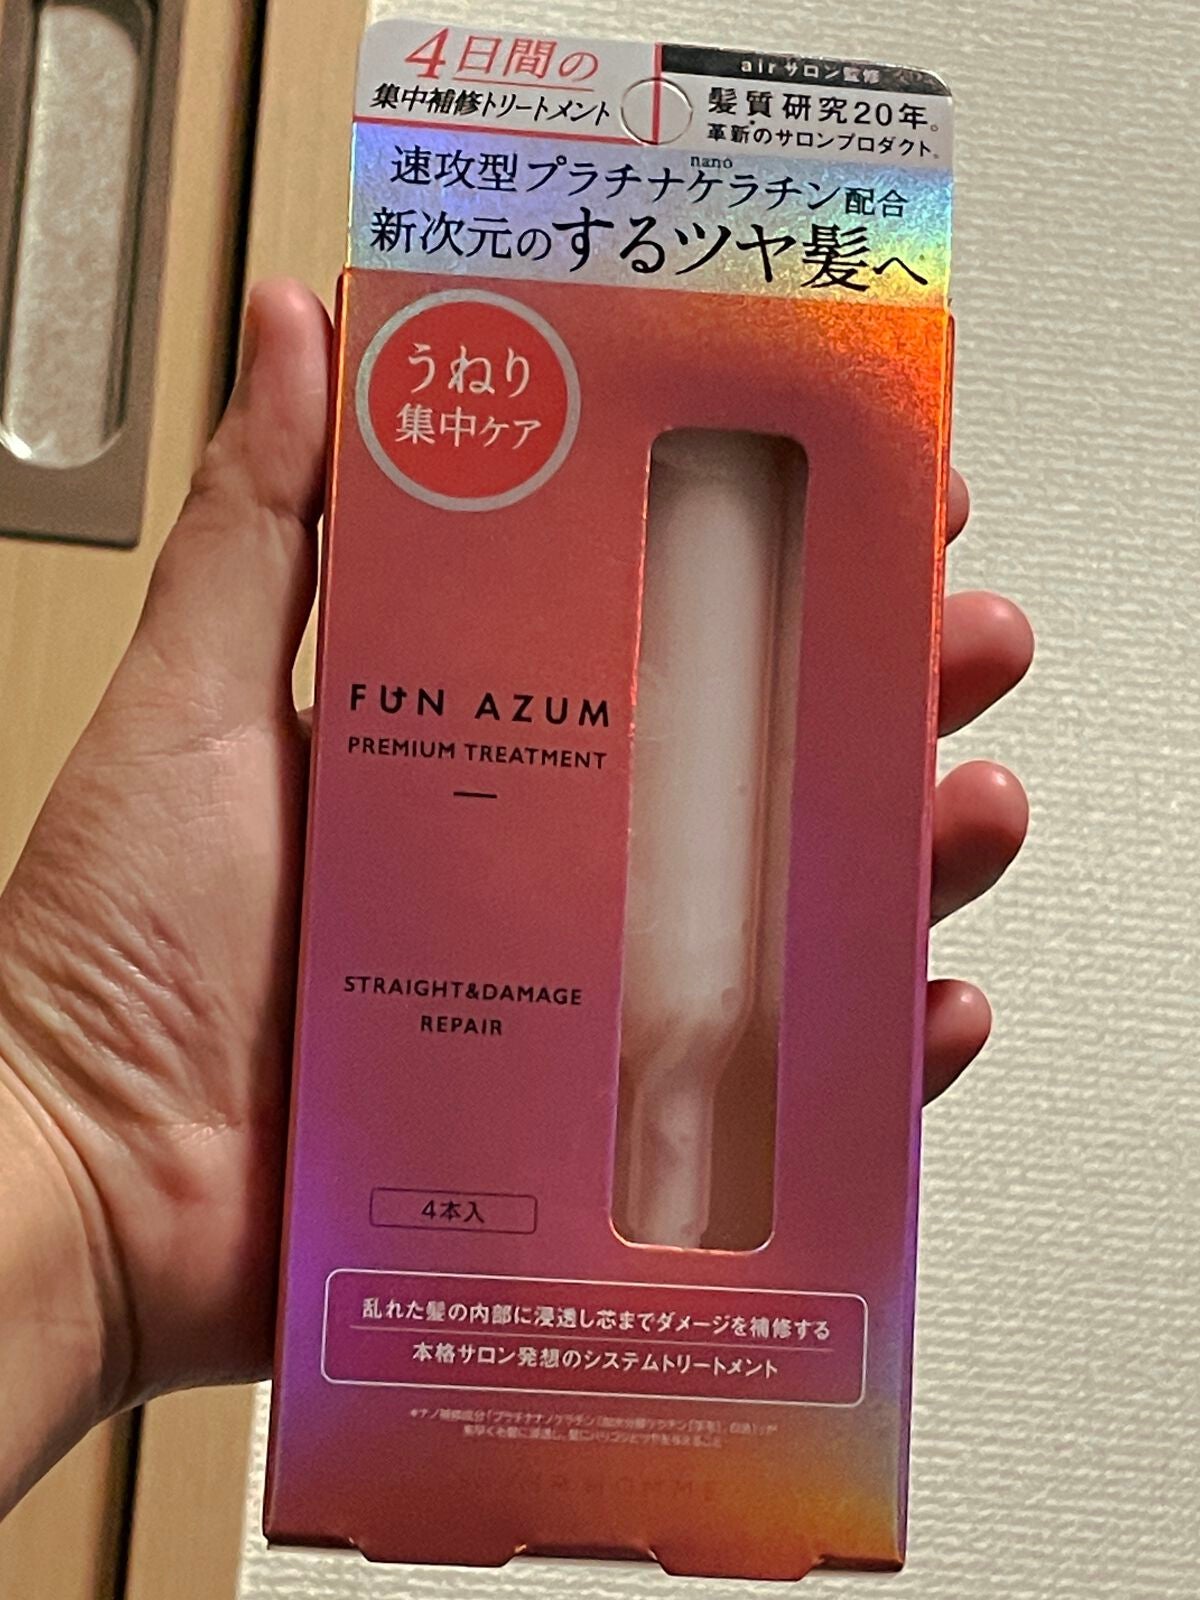 4日間の
集中補修トリートメント
airサロン監修
髪質研究20年。
革新のサロンプロダクト。
nano
速攻型プラチナケラチン配合
新次元のするツヤ髪へ
うねり
集中ケア
FUN AZUM
PREMIUM TREATMENT
STRAIGHT&DAMAGE
REPAIR
4本入
乱れた髪の内部に浸透し芯までダメージを補修する
本格サロン発想のシステムトリートメント